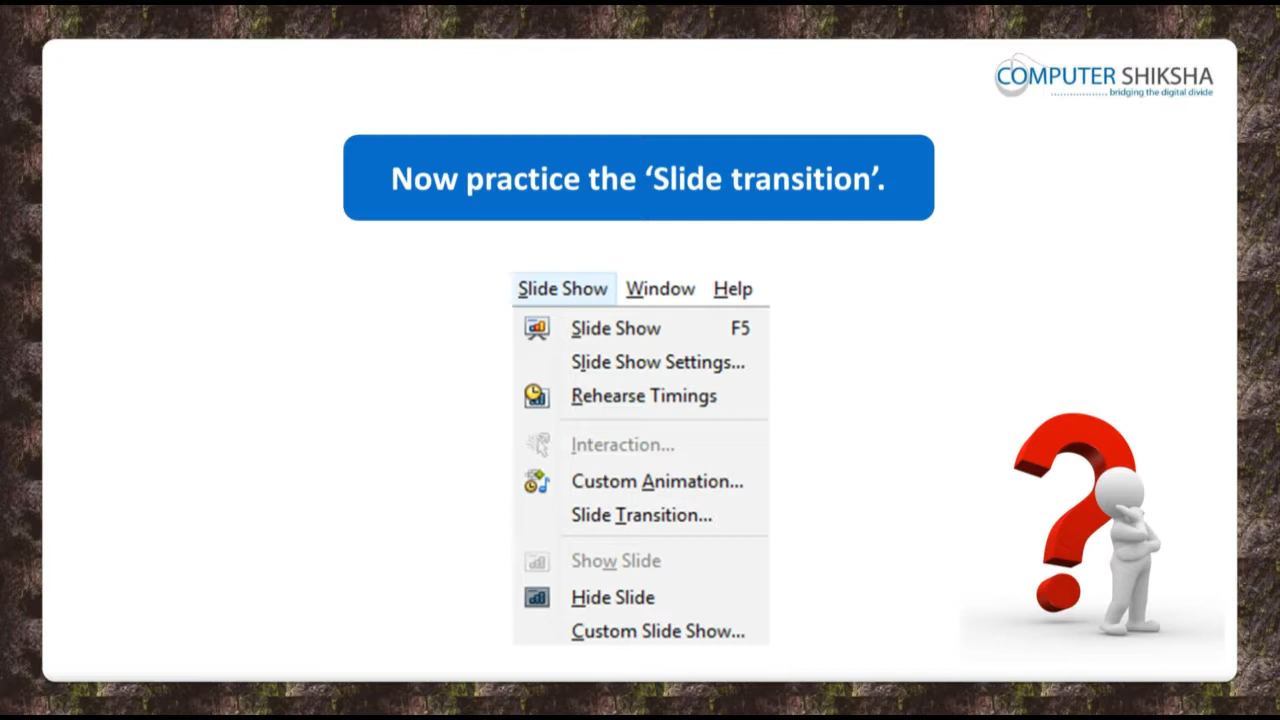 COMPUTER SHIKSHA
bridging the digital divide
Now practice the ‘Slide transition’.
Slide Show Window Help
Slide Show F5
Slide Show Settings...
Rehearse Timings
Interaction...
Custom Animation...
Slide Transition...
Show Slide
Hide Slide
Custom Slide Show...